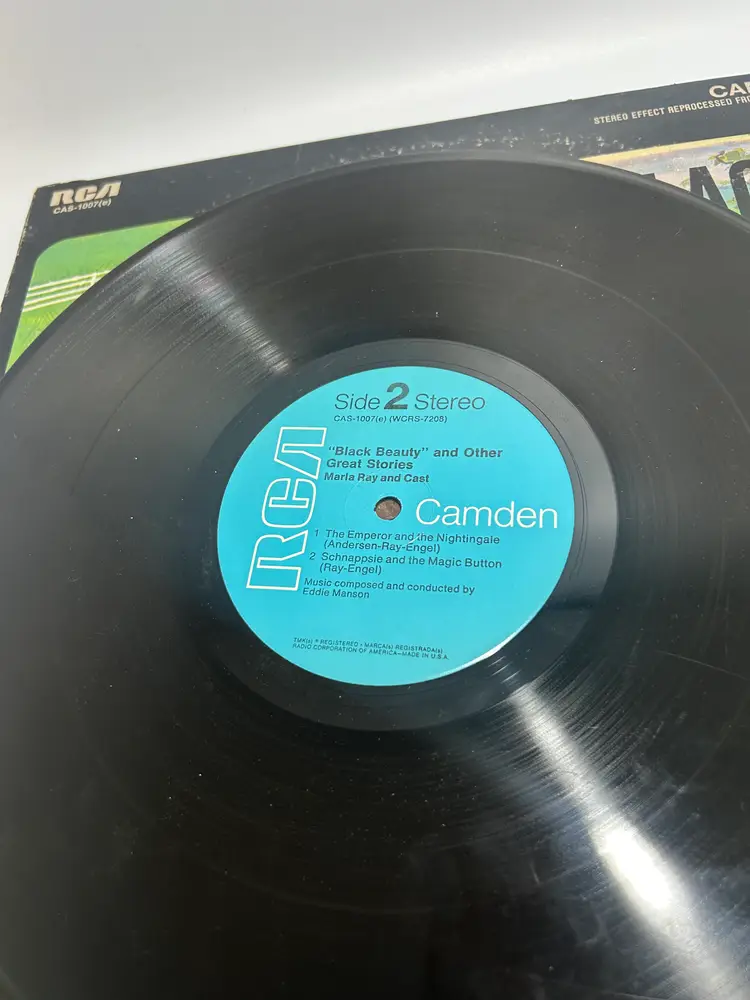 RCA
CAS-1007(e)
STEREO EFFECT REPROCESSED
Side 2 Stereo
CAS-1007(e) (WCRS-7208)
"Black Beauty" and Other
Great Stories
Marla Ray and Cast
RCA
Camden
1 The Emperor and the Nightingale
(Andersen-Ray-Engel)
2 Schnappsie and the Magic Button
(Ray-Engel)
Music composed and conducted by
Eddie Manson
TMK(s) ® REGISTERED • MARCA(s) REGISTRADA(s)
RADIO CORPORATION OF AMERICA—MADE IN U.S.A.